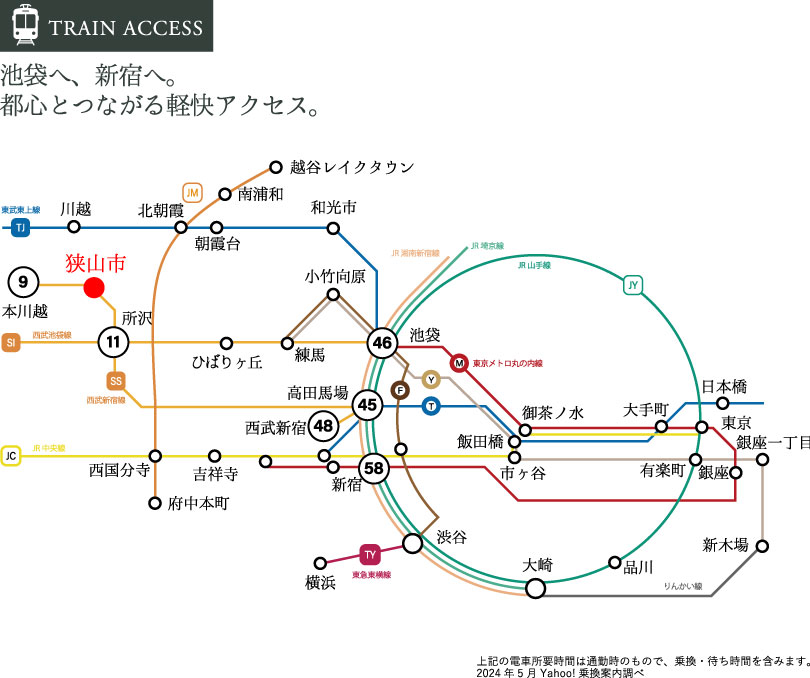 TRAIN ACCESS
池袋へ、新宿へ。
都心とつながる軽快アクセス。
越谷レイクタウン
JM
南浦和
東武東上線
TJ
川越
北朝霞
朝霞台
和光市
JR 湘南新宿線
JR 埼京線
JR 山手線
JY
狭山市
9
本川越
小竹向原
所沢
11
SI
西武池袋線
ひばりヶ丘
練馬
46
池袋
M
東京メトロ丸の内線
SS
西武新宿線
高田馬場
45
F
Y
T
西武新宿
48
御茶ノ水
大手町
日本橋
東京
飯田橋
市ヶ谷
銀座一丁目
有楽町
銀座
JC
JR 中央線
西国分寺
吉祥寺
新宿
58
府中本町
渋谷
TY
東急東横線
横浜
大崎
品川
新木場
りんかい線
上記の電車所要時間は通勤時のもので、乗換・待ち時間を含みます。
2024 年 5 月 Yahoo! 乗換案内調べ